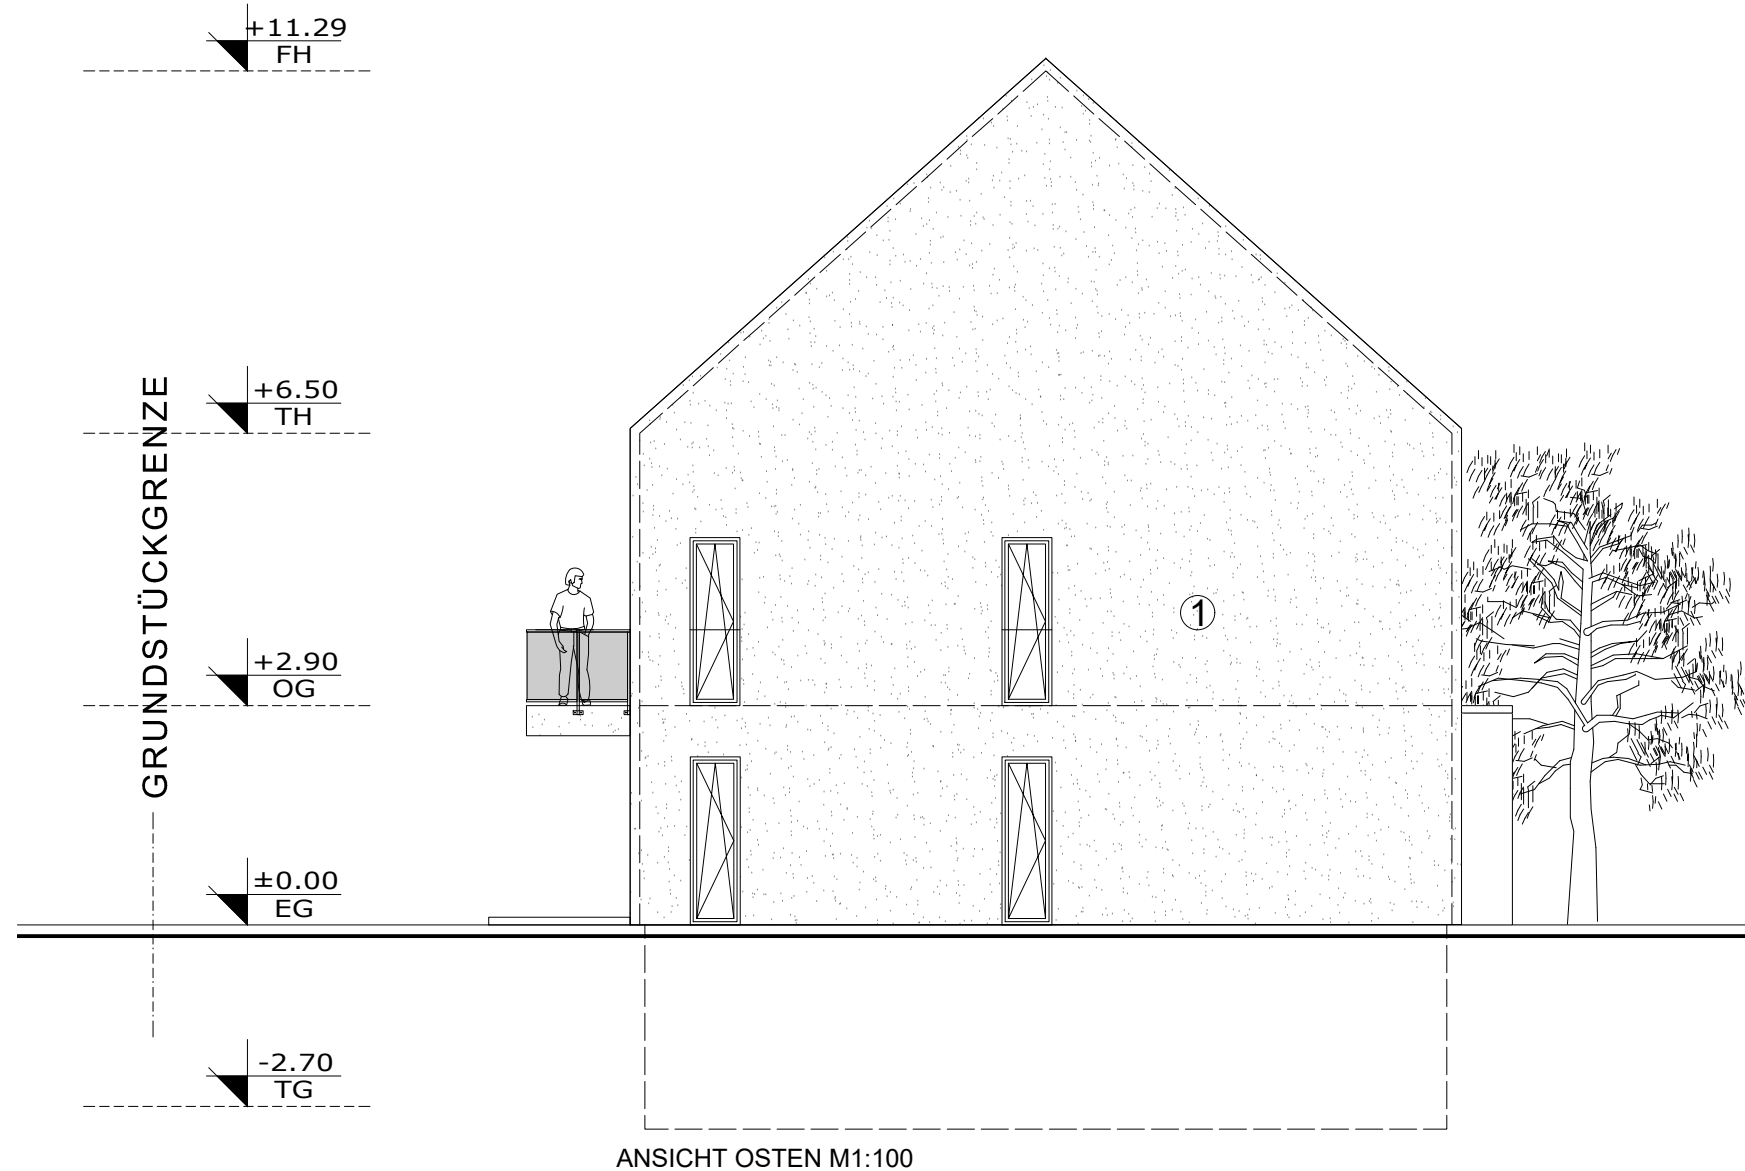 +11.29
FH
+6.50
TH
GRUNDSTÜCKGRENZE
+2.90
OG
1
±0.00
EG
-2.70
TG
ANSICHT OSTEN M1:100